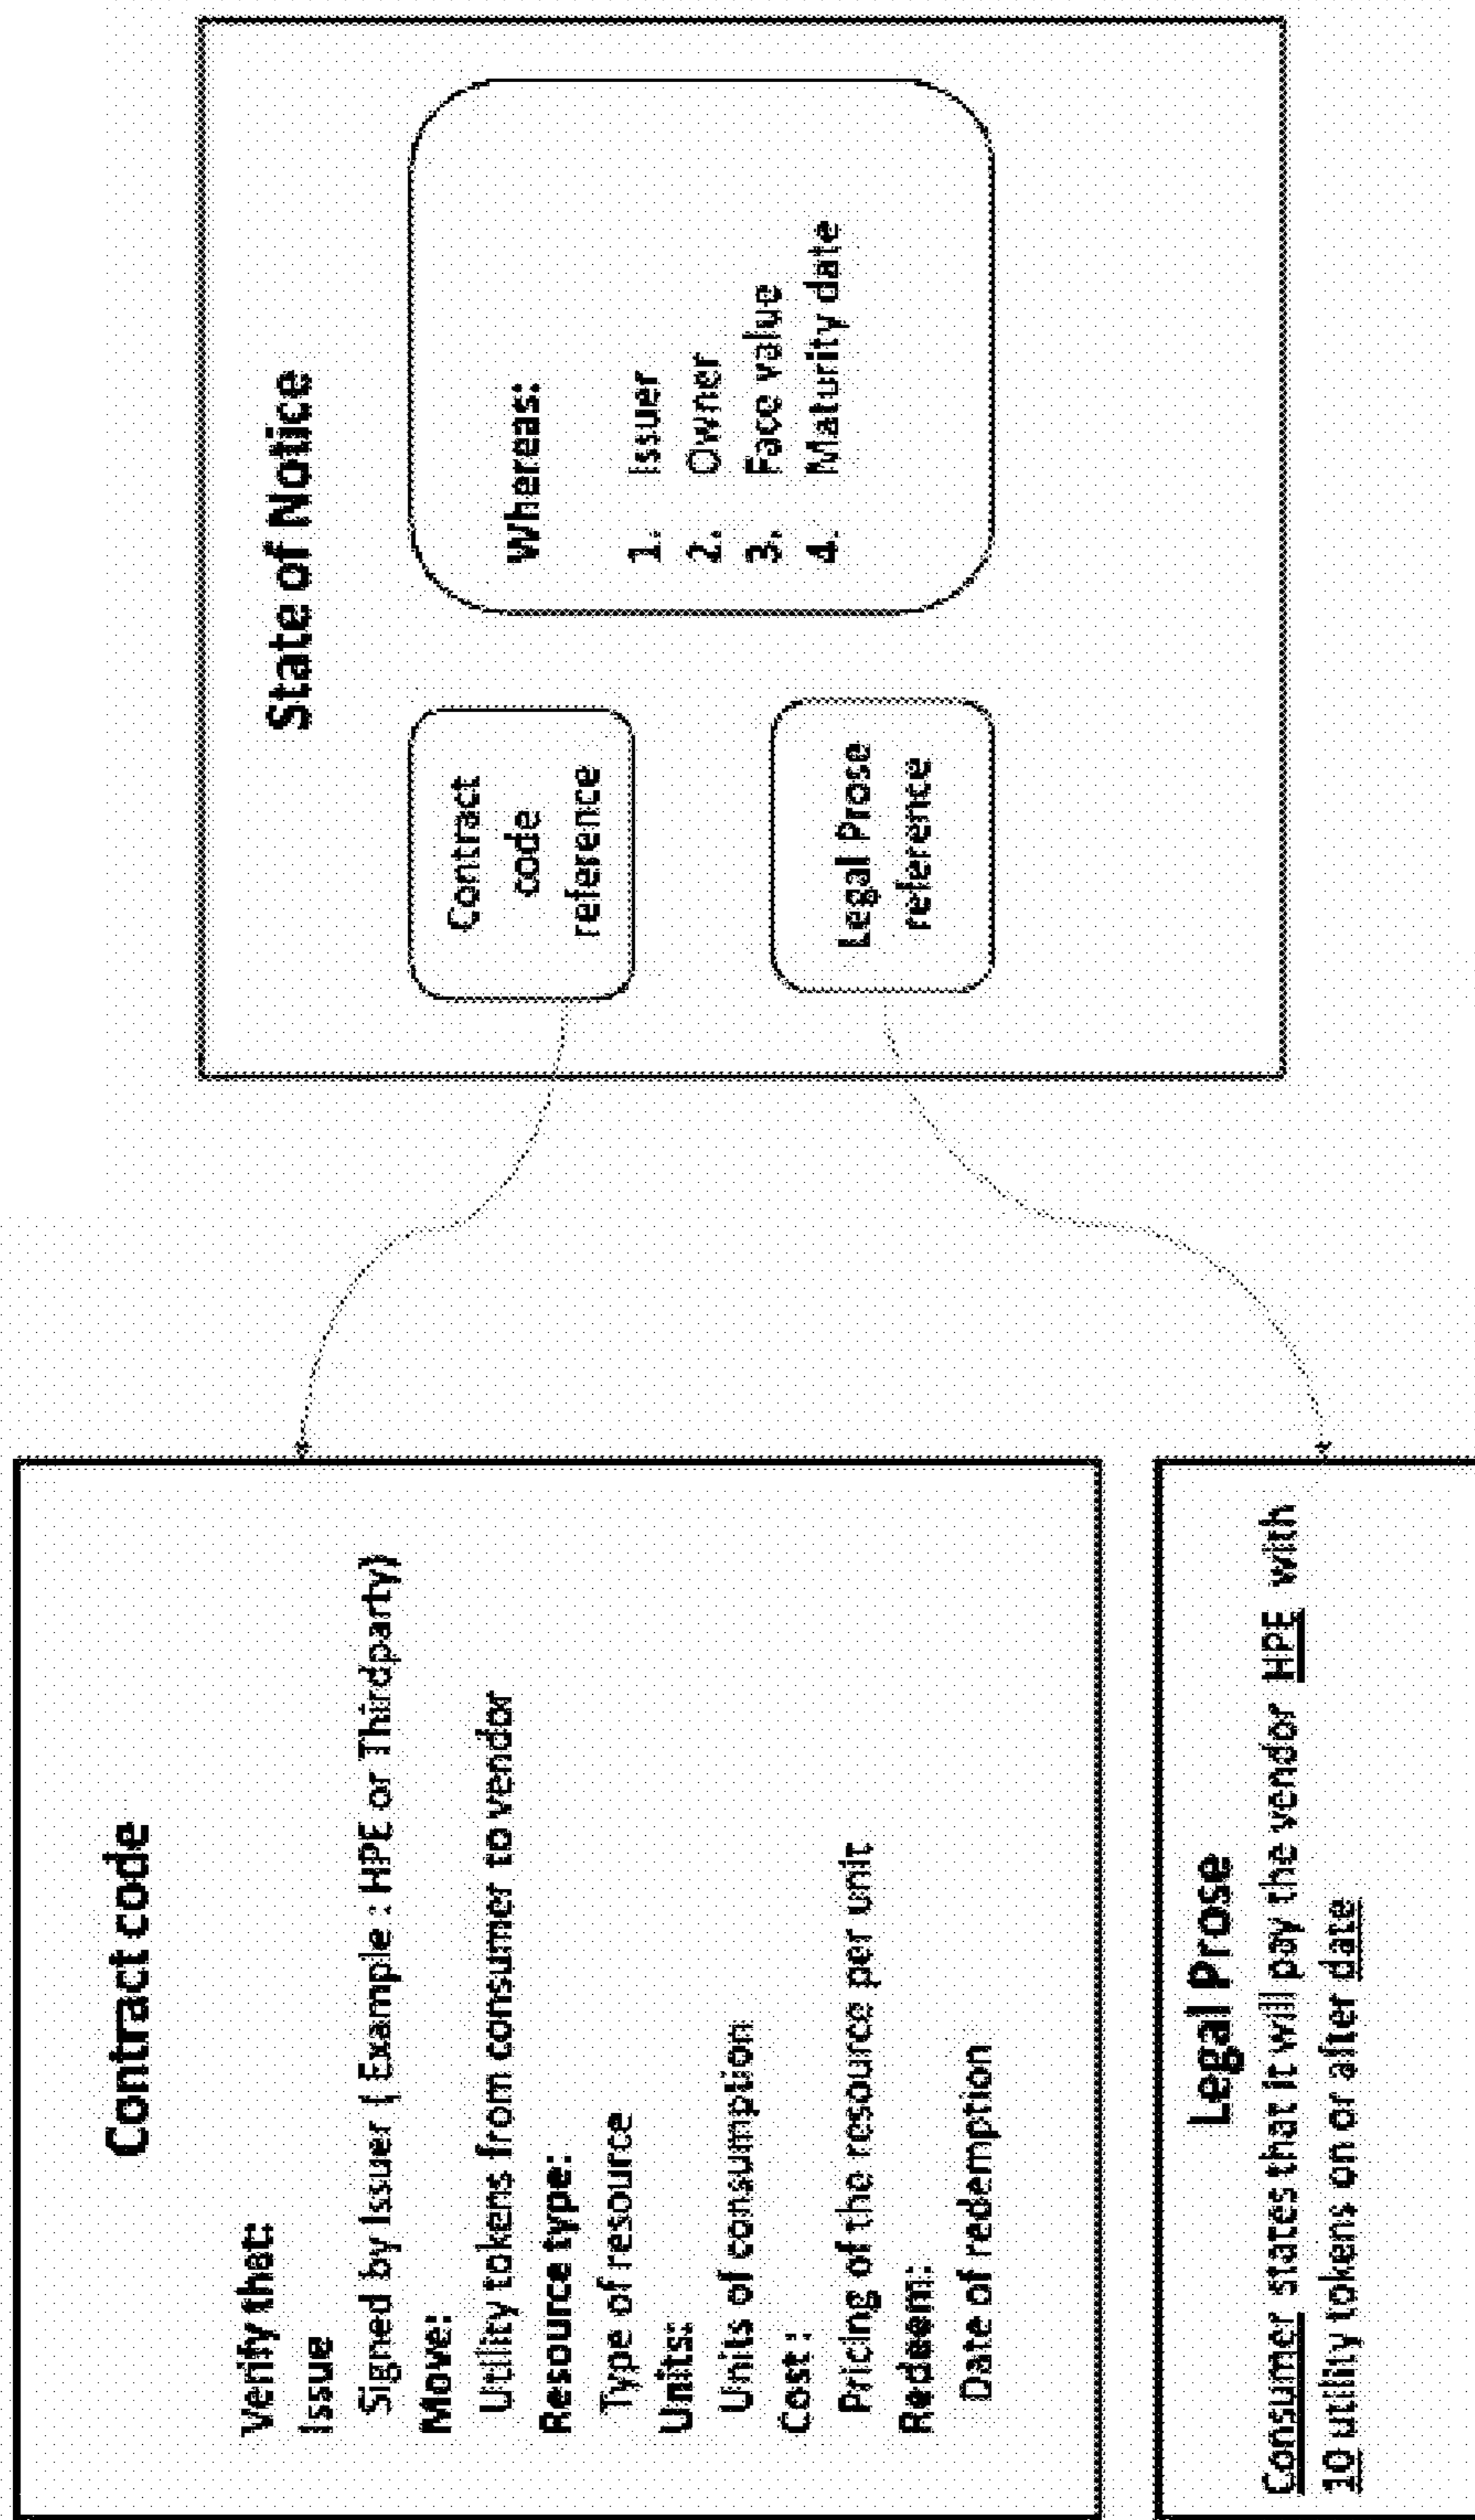 Contract code
Verify that:
Issue
Signed by Issuer ( Example : HPE or Thirdparty)
Move:
Utility tokens from consumer to vendor
Resource type:
Type of resource
Units:
Units of consumption
Cost :
Pricing of the resource per unit
Redeem:
Date of redemption
Legal Prose
Consumer states that it will pay the vendor HPE with
10 utility tokens on or after date
State of Notice
Contract
code
reference
Legal Prose
reference
Whereas:
1. Issuer
2. Owner
3. Face value
4. Maturity date